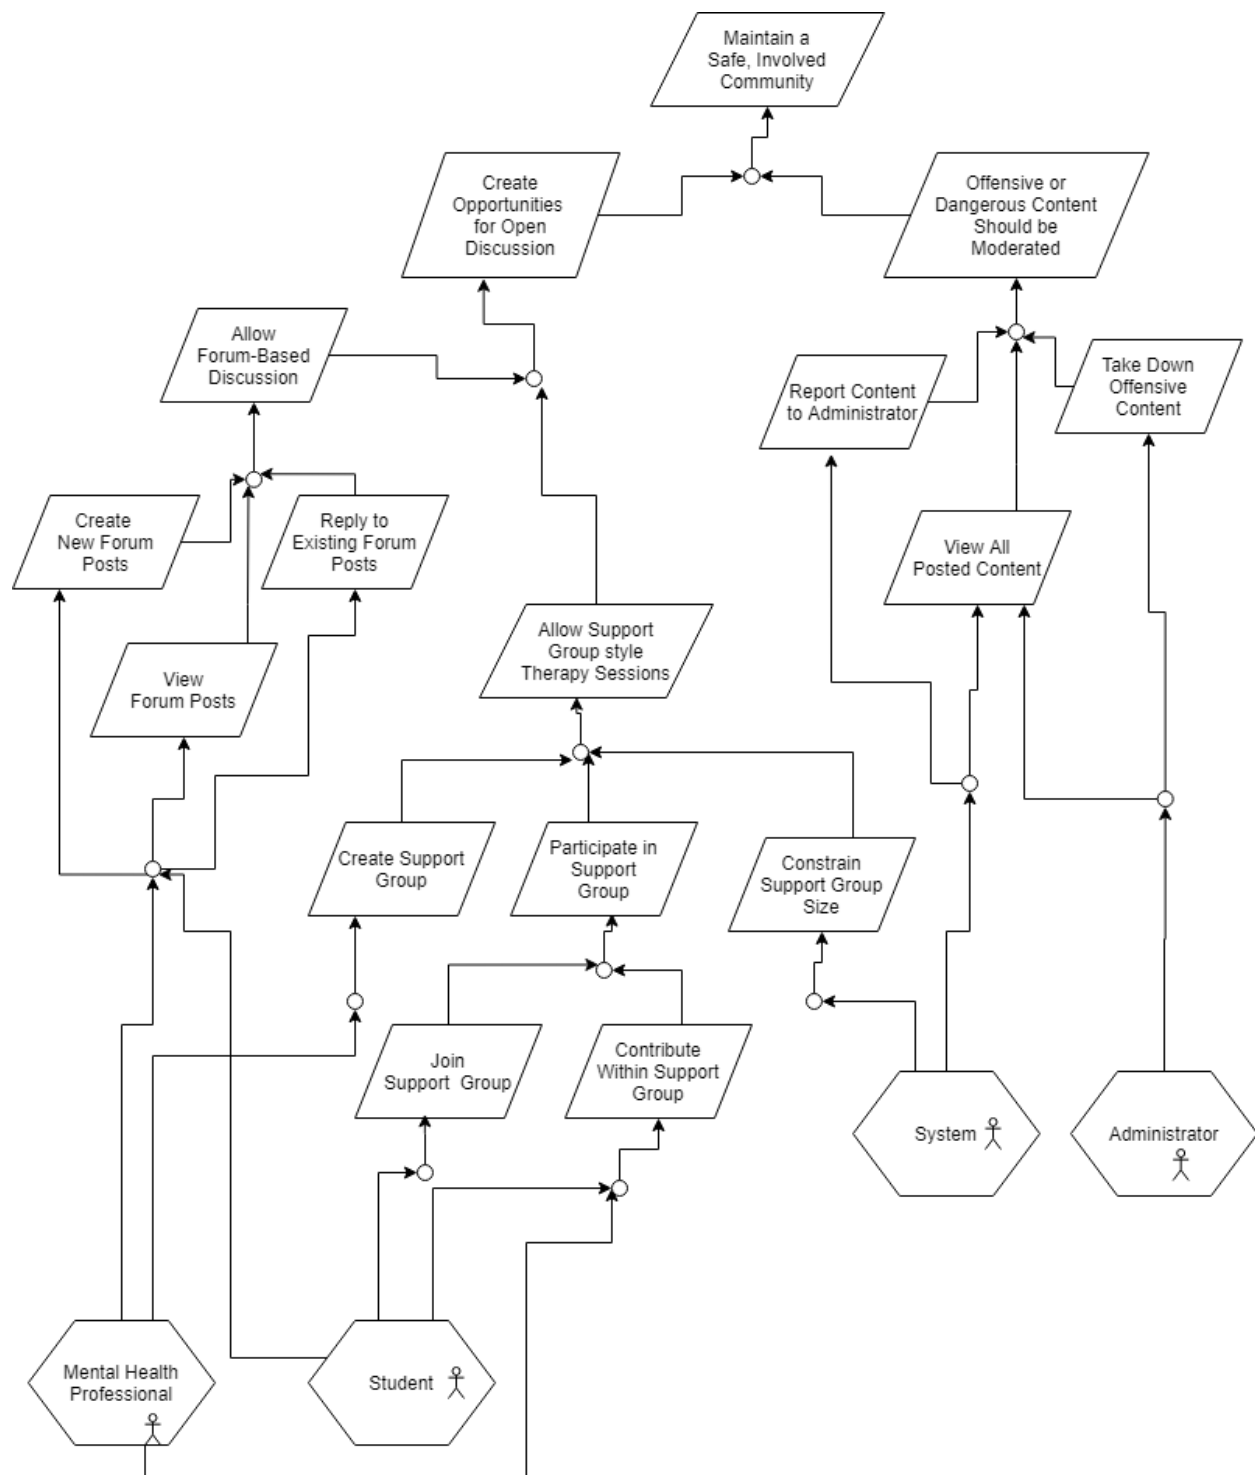 Maintain a
Safe, Involved
Community
Create
Opportunities
for Open
Discussion
Offensive or
Dangerous Content
Should be
Moderated
Allow
Forum-Based
Discussion
Report Content
to Administrator
Take Down
Offensive
Content
Create
New Forum
Posts
Reply to
Existing Forum
Posts
View All
Posted Content
View
Forum Posts
Allow Support
Group style
Therapy Sessions
Create Support
Group
Participate in
Support
Group
Constrain
Support Group
Size
Join
Support Group
Contribute
Within Support
Group
System
Administrator
Mental Health
Professional
Student